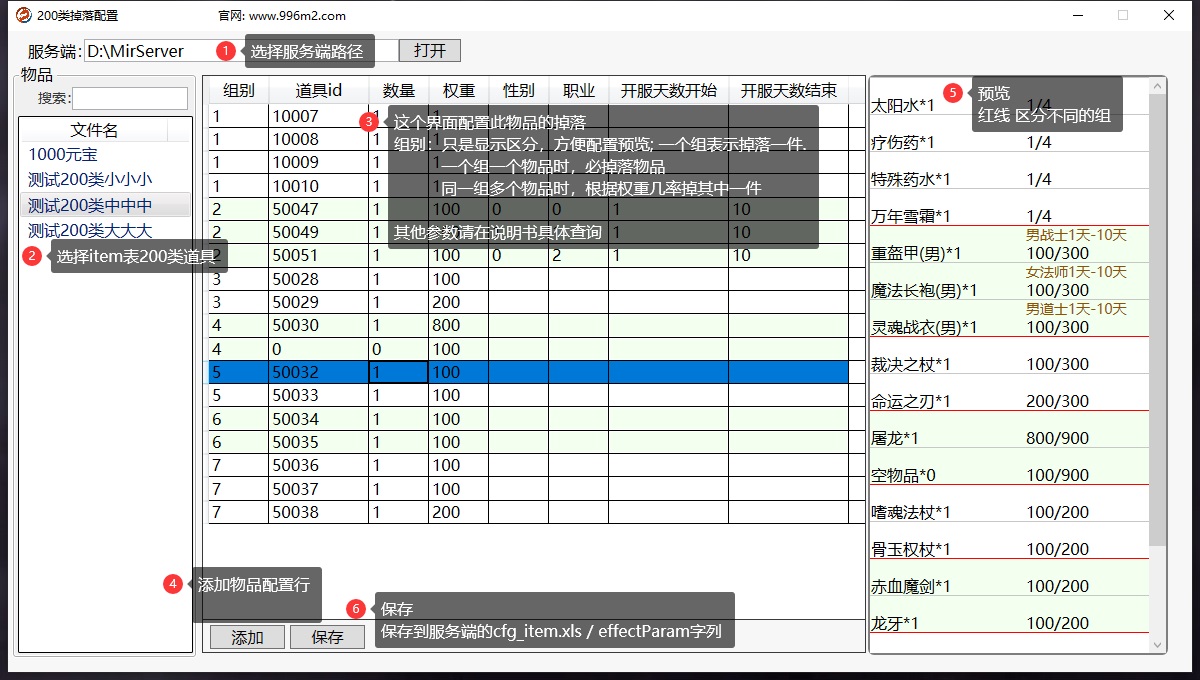 200类掉落配置 官网: www.996m2.com
服务端: D:\MirServer 1 选择服务端路径 打开
物品
搜索:
文件名
1000元宝
测试200类小小小
测试200类中中中
测试200类大大大
2 选择item表200类道具
组别 道具id 数量 权重 性别 职业 开服天数开始 开服天数结束
1 10007
1 10008 1
1 10009 1
1 10010 1
2 50047 1 100 0 0 1 10
2 50049 1 10
2 50051 1 100 0 2 1 10
3 50028 1 100
3 50029 1 200
4 50030 1 800
4 0 0 100
5 50032 1 100
5 50033 1 100
6 50034 1 100
6 50035 1 100
7 50036 1 100
7 50037 1 100
7 50038 1 200
3 这个界面配置此物品的掉落
组别：只是显示区分，方便配置预览; 一个组表示掉落一件.
一个组一个物品时，必掉落物品
同一组多个物品时，根据权重几率掉其中一件
其他参数请在说明书具体查询
4 添加物品配置行
添加 保存
6 保存
保存到服务端的cfg_item.xls / effectParam字列
5 预览
红线 区分不同的组
太阳水*1 1/4
疗伤药*1 1/4
特殊药水*1 1/4
万年雪霜*1 1/4
男战士1天-10天
重盔甲(男)*1 100/300
女法师1天-10天
魔法长袍(男)*1 100/300
男道士1天-10天
灵魂战衣(男)*1 100/300
裁决之杖*1 100/300
命运之刃*1 200/300
屠龙*1 800/900
空物品*0 100/900
嗜魂法杖*1 100/200
骨玉权杖*1 100/200
赤血魔剑*1 100/200
龙牙*1 100/200